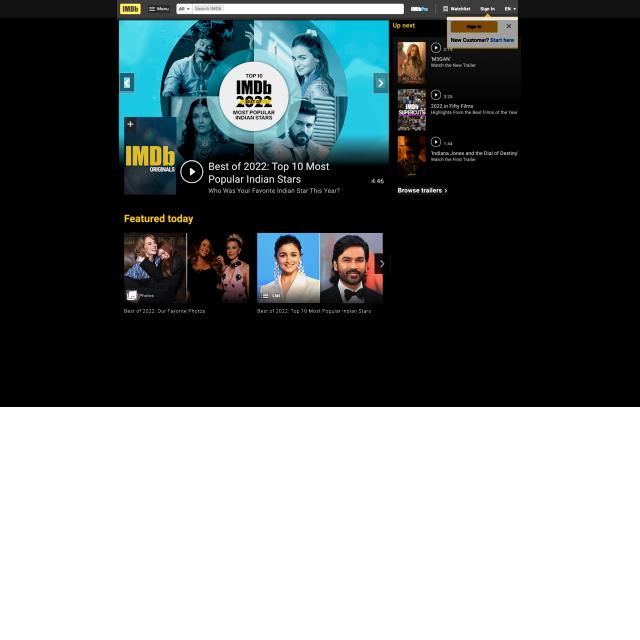 IMDb
Menu
All
Search IMDb
IMDbPro
Watchlist
Sign In
EN
Sign In
New Customer? Start here
Up next
TOP 10
IMDb
2022
MOST POPULAR
INDIAN STARS
IMDb
ORIGINALS
Best of 2022: Top 10 Most
Popular Indian Stars
Who Was Your Favorite Indian Star This Year?
4:46
'M3GAN'
Watch the New Trailer
IMDb
SUPERCUTS
3:28
2022 in Fifty Films
Highlights From the Best Films of the Year
1:44
'Indiana Jones and the Dial of Destiny'
Watch the First Trailer
Browse trailers
Featured today
Photos
List
Best of 2022: Our Favorite Photos
Best of 2022: Top 10 Most Popular Indian Stars